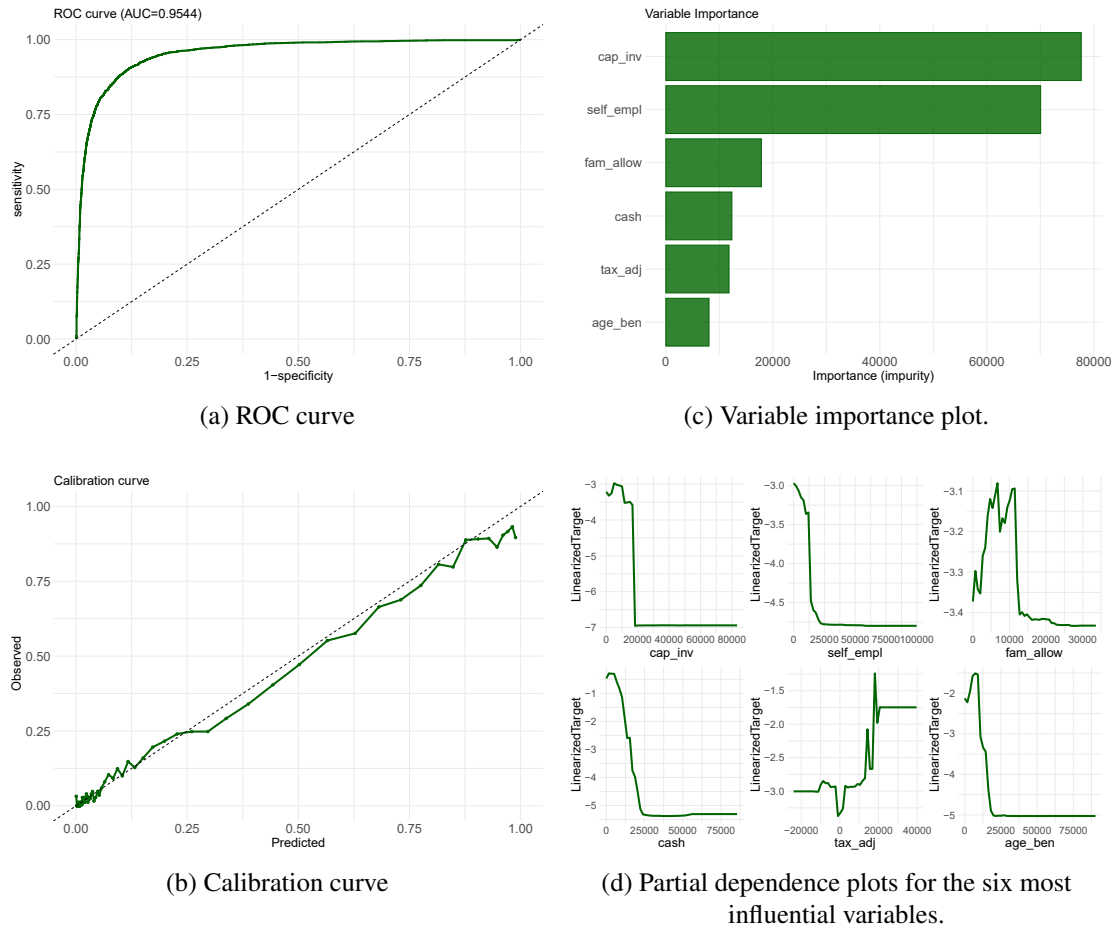 ROC curve (AUC=0.9544)
1.00
0.75
0.50
0.25
0.00
sensitivity
0.00 0.25 0.50 0.75 1.00
1−specificity
(a) ROC curve
Variable Importance
cap_inv
self_empl
fam_allow
cash
tax_adj
age_ben
0 20000 40000 60000 80000
Importance (impurity)
(c) Variable importance plot.
Calibration curve
1.00
0.75
0.50
0.25
0.00
Observed
0.00 0.25 0.50 0.75 1.00
Predicted
(b) Calibration curve
LinearizedTarget
−3
−4
−5
−6
−7
0 20000 40000 60000 80000
cap_inv
LinearizedTarget
−3.0
−3.75
−4.5
0 25000 50000 75000 100000
self_empl
LinearizedTarget
−3.1
−3.2
−3.3
−3.4
0 10000 20000 30000
fam_allow
LinearizedTarget
−1
−2
−3
−4
−5
0 25000 50000 75000
cash
LinearizedTarget
−1.5
−2.0
−2.5
−3.0
−20000 0 20000 40000
tax_adj
LinearizedTarget
−2
−3
−4
−5
0 25000 50000 75000
age_ben
(d) Partial dependence plots for the six most
influential variables.